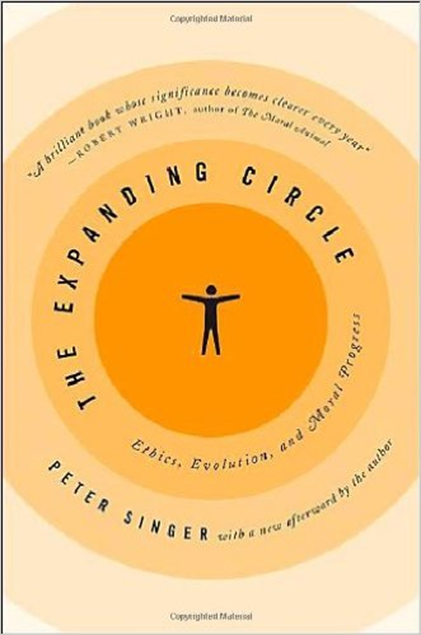 Copyrighted Material
"A brilliant book whose significance becomes clearer every year"
—ROBERT WRIGHT, author of The Moral Animal
THE EXPANDING CIRCLE
Ethics, Evolution, and Moral Progress
PETER SINGER with a new afterword by the author
Copyrighted Material